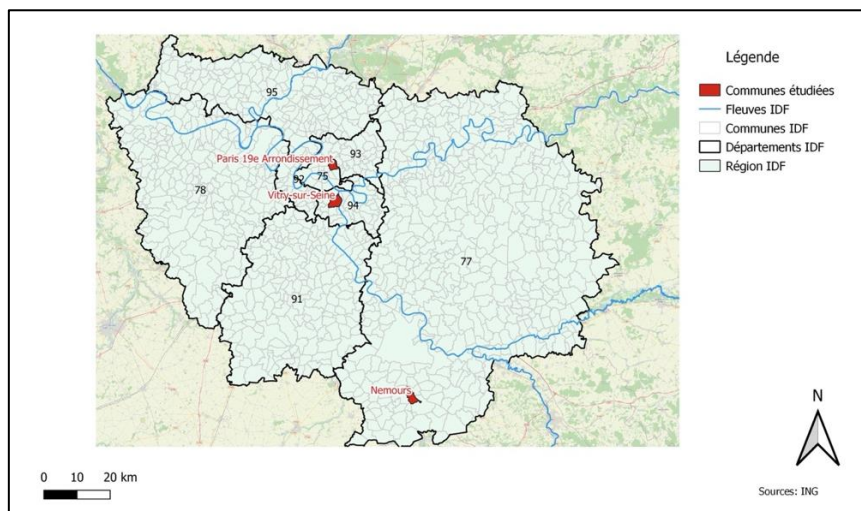 Légende
Communes étudiées
Fleuves IDF
Communes IDF
Départements IDF
Région IDF
95
Paris 19e Arrondissement
93
75
92
78
Vitry-sur-Seine
94
77
91
Nemours
N
0 10 20 km
Sources: ING